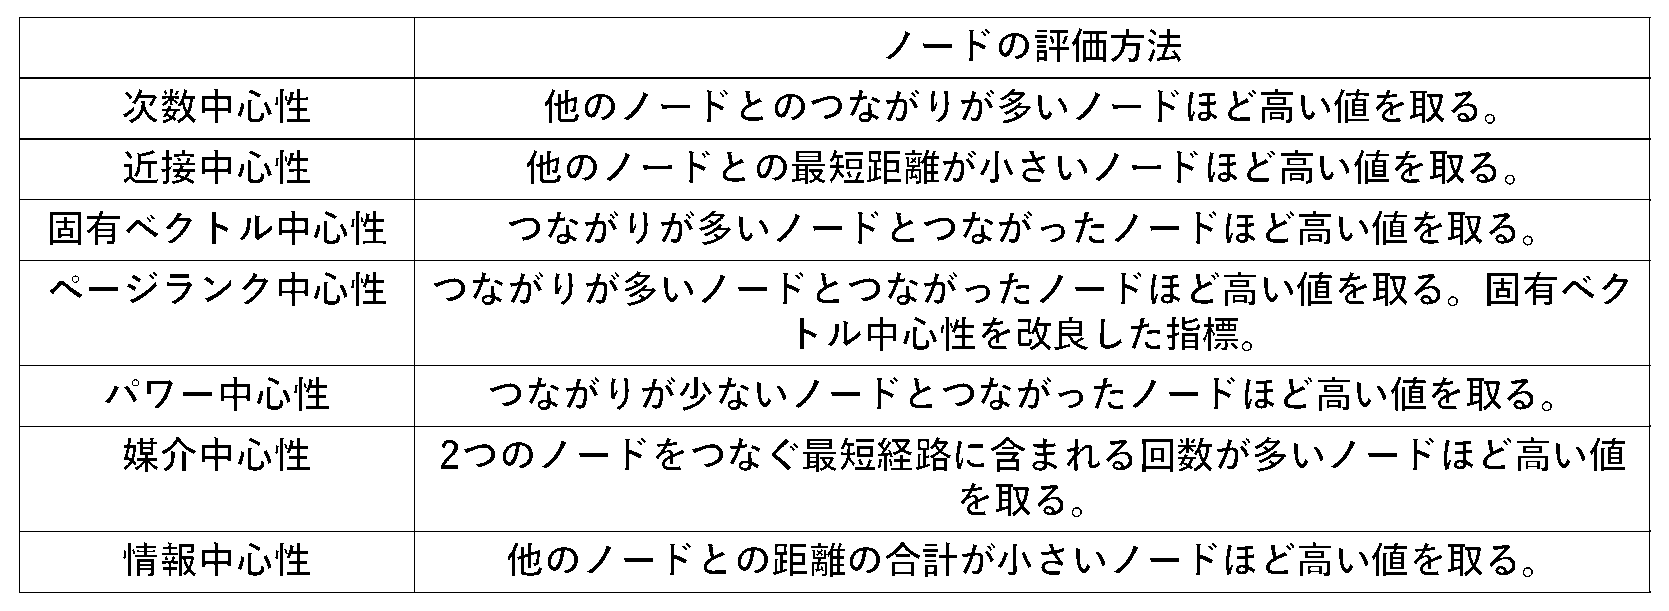 ノードの評価方法
次数中心性 他のノードとのつながりが多いノードほど高い値を取る。
近接中心性 他のノードとの最短距離が小さいノードほど高い値を取る。
固有ベクトル中心性 つながりが多いノードとつながったノードほど高い値を取る。
ページランク中心性 つながりが多いノードとつながったノードほど高い値を取る。固有ベク
トル中心性を改良した指標。
パワー中心性 つながりが少ないノードとつながったノードほど高い値を取る。
媒介中心性 2つのノードをつなぐ最短経路に含まれる回数が多いノードほど高い値
を取る。
情報中心性 他のノードとの距離の合計が小さいノードほど高い値を取る。